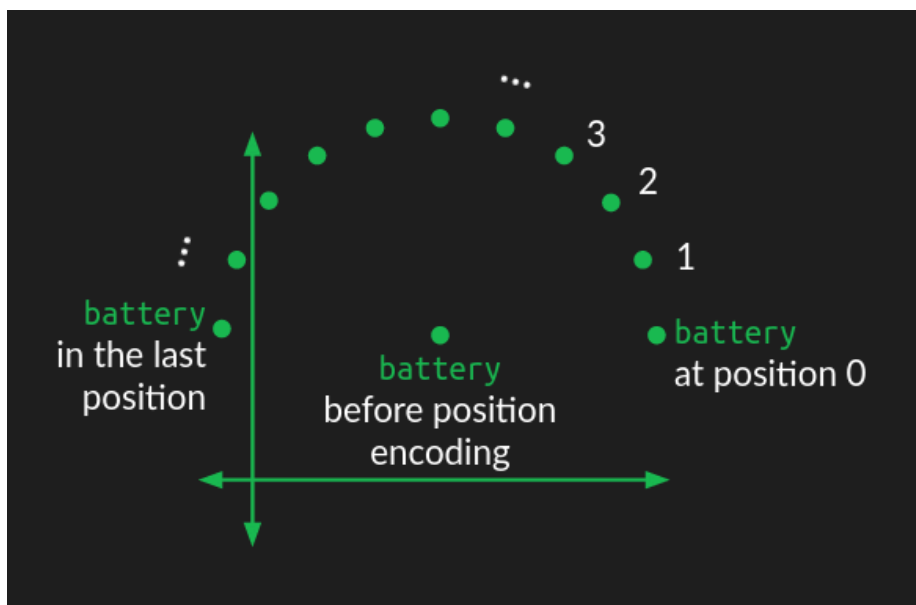 ...
3
2
...
1
battery
in the last
position
battery
before position
encoding
battery
at position 0